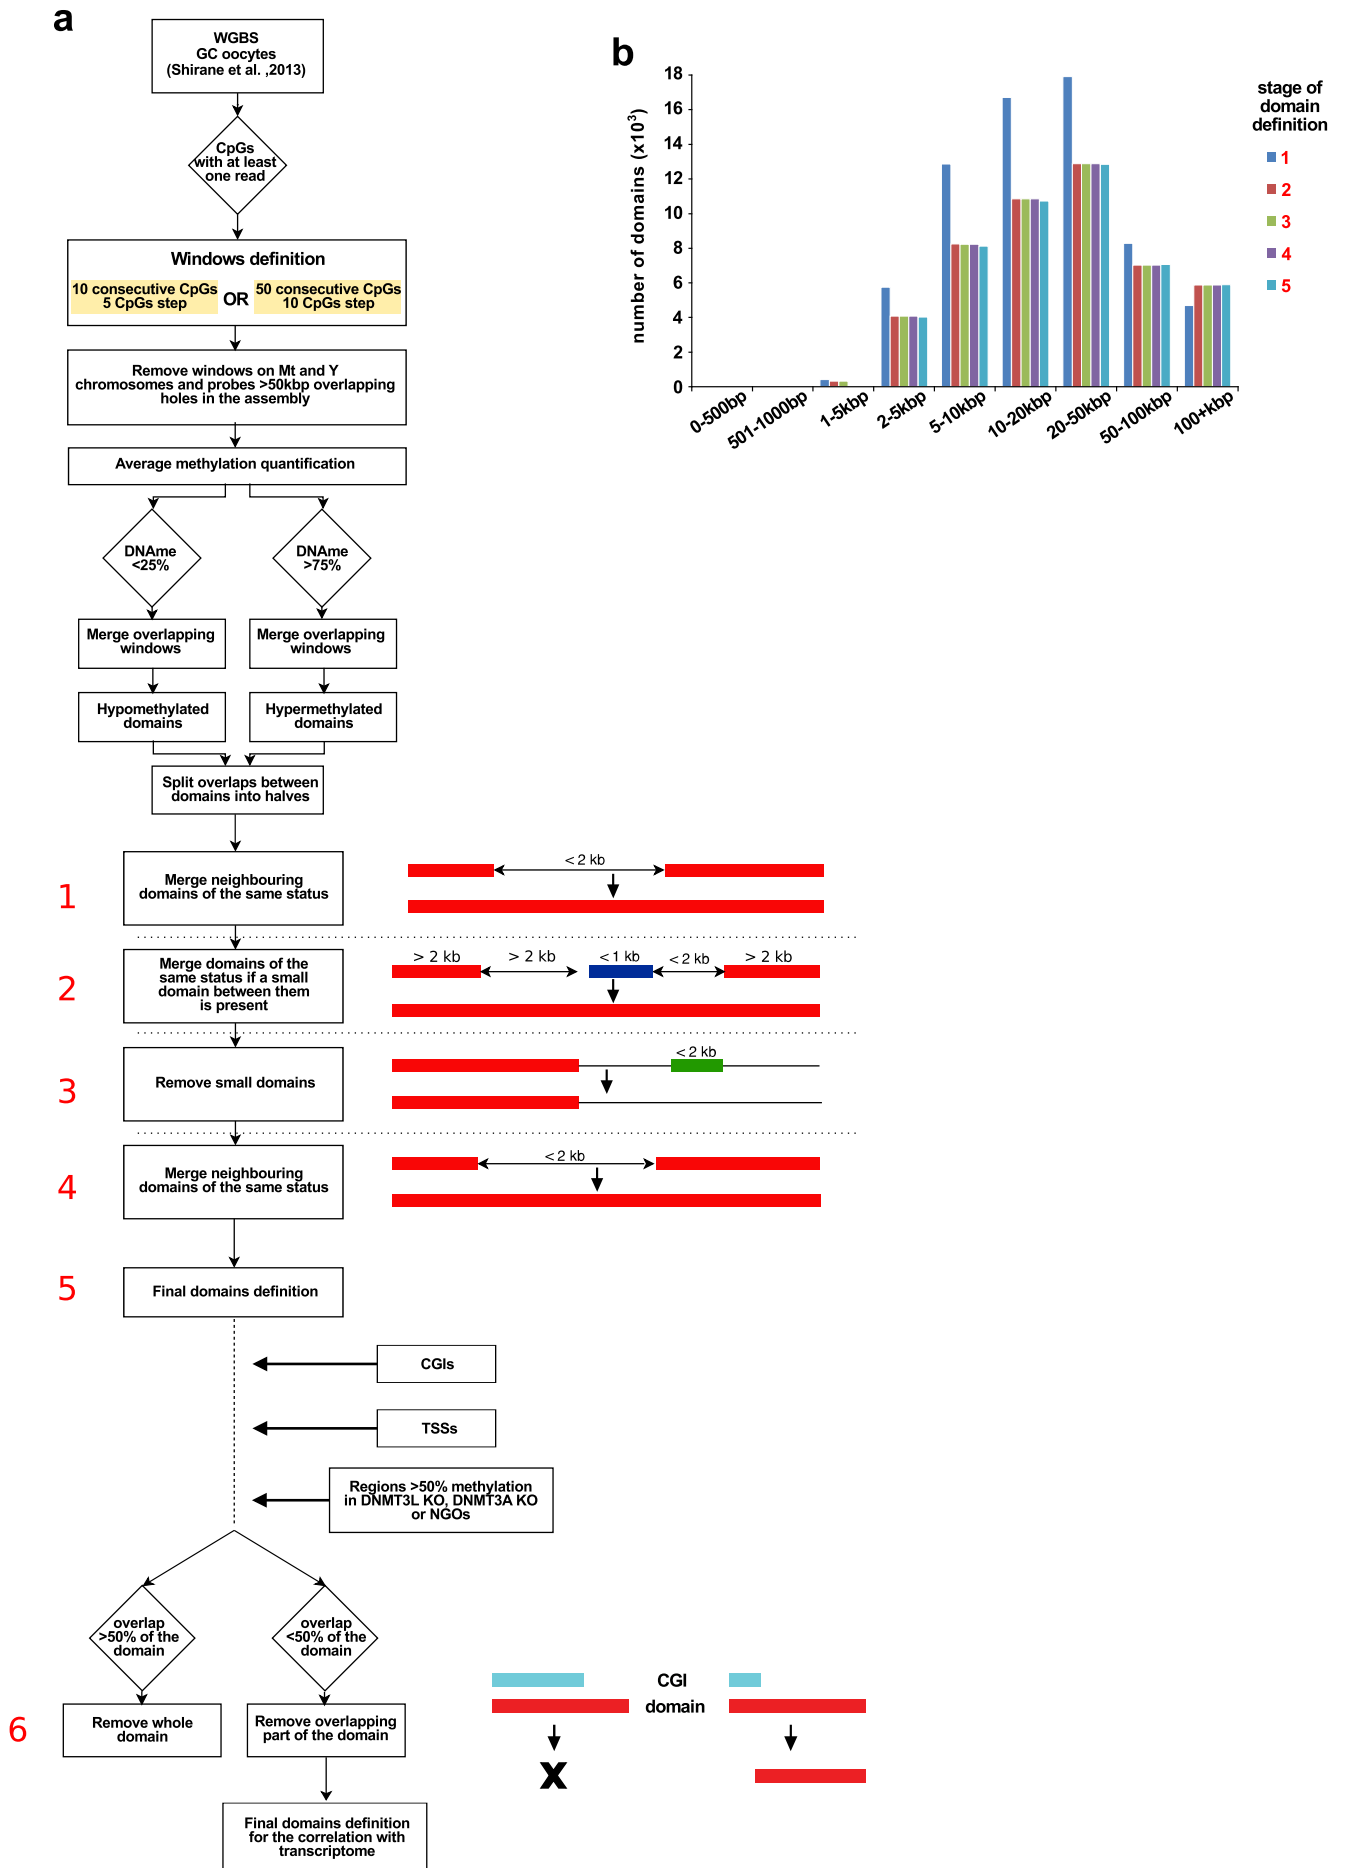 a
WGBS
GC oocytes
(Shirane et al. ,2013)
CpGs
with at least
one read
Windows definition
10 consecutive CpGs
5 CpGs step
OR
50 consecutive CpGs
10 CpGs step
Remove windows on Mt and Y
chromosomes and probes >50kbp overlapping
holes in the assembly
Average methylation quantification
DNAme
<25%
DNAme
>75%
Merge overlapping
windows
Merge overlapping
windows
Hypomethylated
domains
Hypermethylated
domains
Split overlaps between
domains into halves
1
Merge neighbouring
domains of the same status
< 2 kb
2
Merge domains of the
same status if a small
domain between them
is present
> 2 kb
> 2 kb
< 1 kb
< 2 kb
> 2 kb
3
Remove small domains
< 2 kb
4
Merge neighbouring
domains of the same status
< 2 kb
5
Final domains definition
CGIs
TSSs
Regions >50% methylation
in DNMT3L KO, DNMT3A KO
or NGOs
overlap
>50% of the
domain
overlap
<50% of the
domain
6
Remove whole
domain
Remove overlapping
part of the domain
CGI
domain
X
Final domains definition
for the correlation with
transcriptome
b
number of domains (x10³)
18
16
14
12
10
8
6
4
2
0
0-500bp
501-1000bp
1-5kbp
2-5kbp
5-10kbp
10-20kbp
20-50kbp
50-100kbp
100+kbp
stage of
domain
definition
1
2
3
4
5